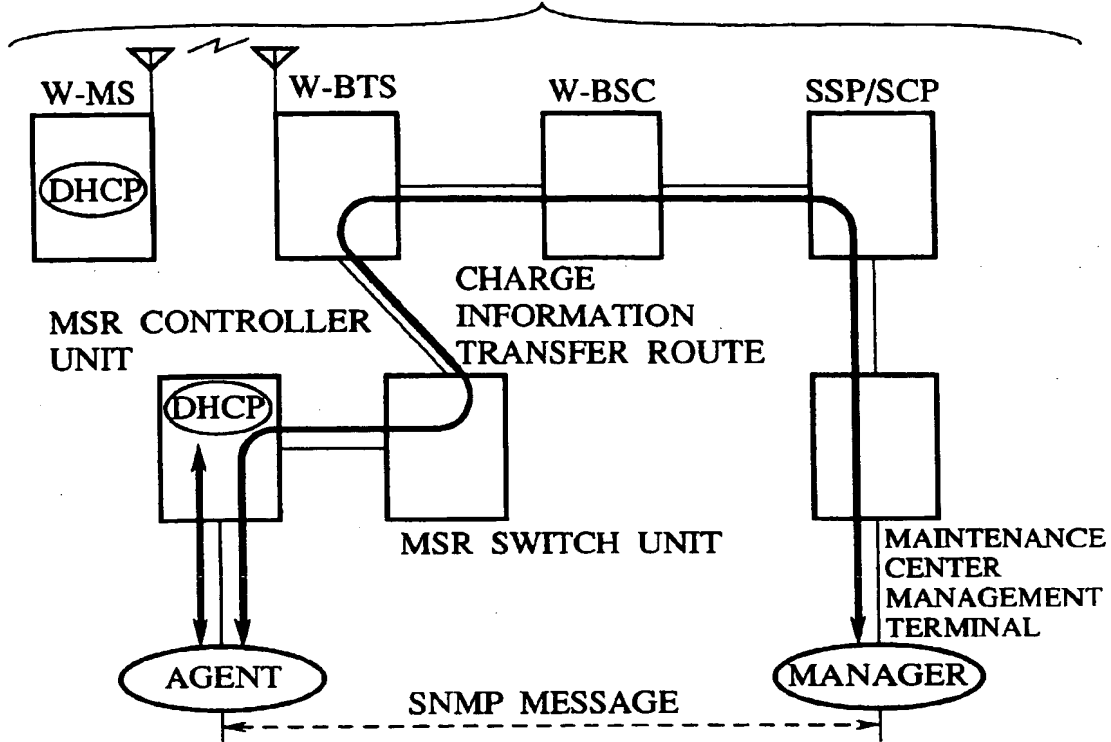 W-MS
W-BTS
W-BSC
SSP/SCP
DHCP
CHARGE
INFORMATION
TRANSFER ROUTE
MSR CONTROLLER
UNIT
DHCP
MSR SWITCH UNIT
MAINTENANCE
CENTER
MANAGEMENT
TERMINAL
AGENT
MANAGER
SNMP MESSAGE